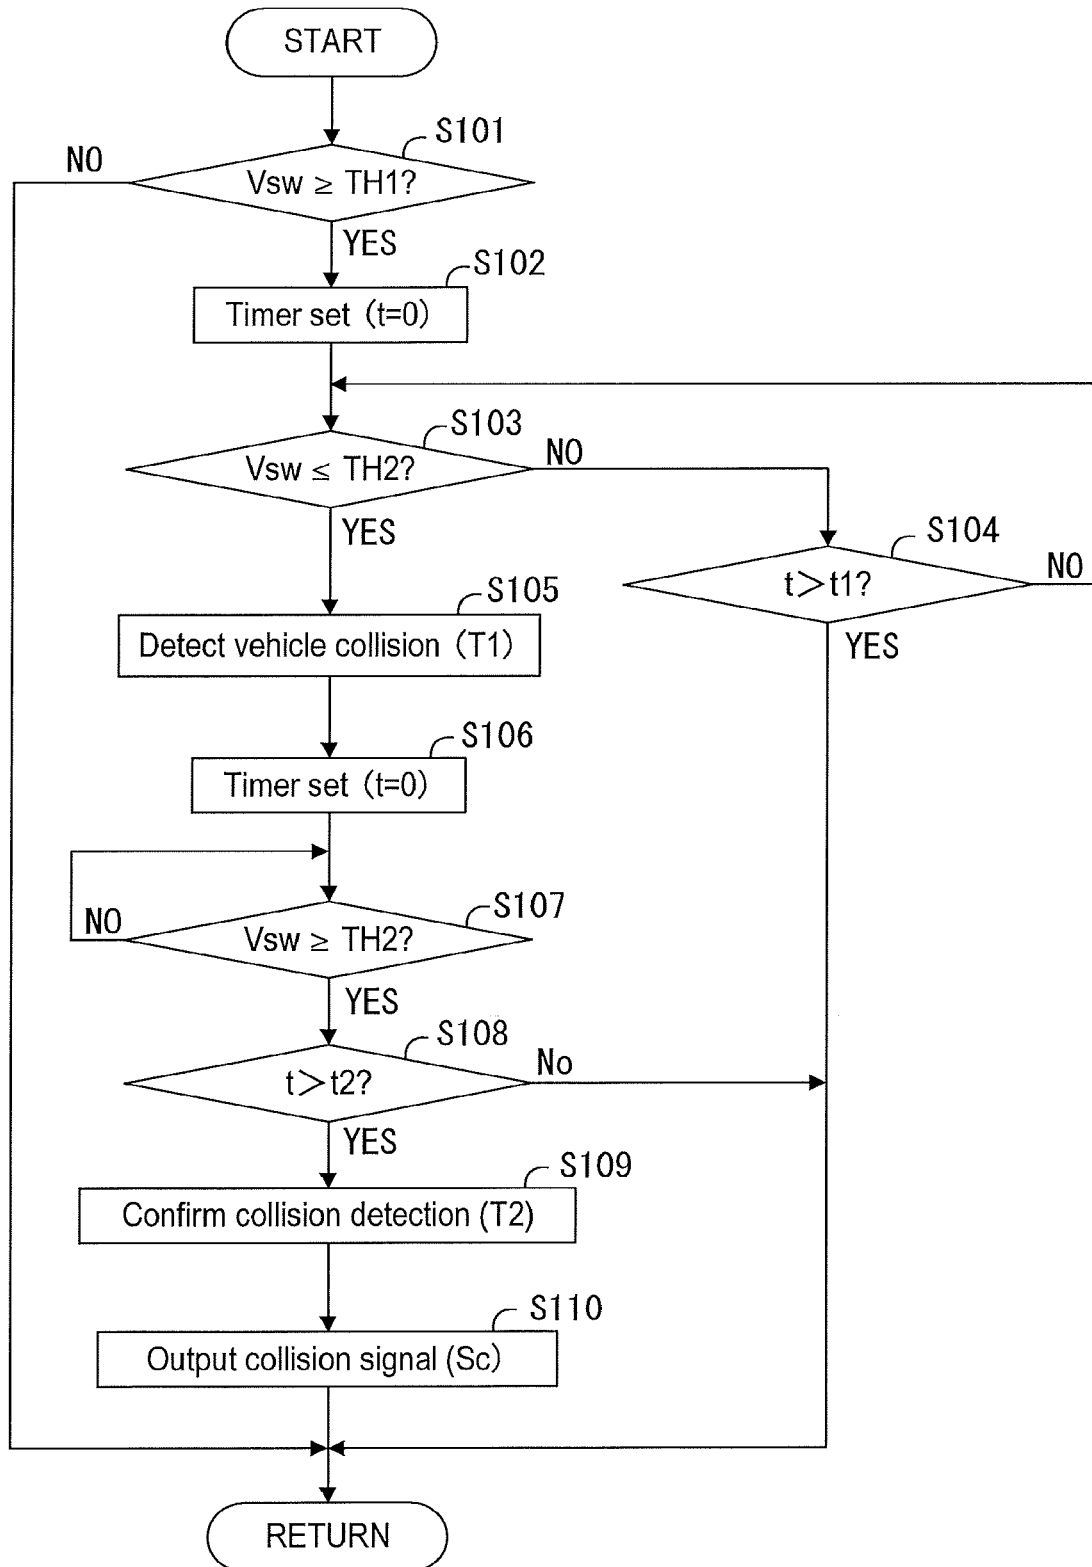 START
S101
NO
Vsw ≥ TH1?
YES
S102
Timer set (t=0)
S103
Vsw ≤ TH2?
NO
YES
S104
t>t1?
NO
YES
S105
Detect vehicle collision (T1)
S106
Timer set (t=0)
S107
NO
Vsw ≥ TH2?
YES
S108
t>t2?
No
YES
S109
Confirm collision detection (T2)
S110
Output collision signal (Sc)
RETURN